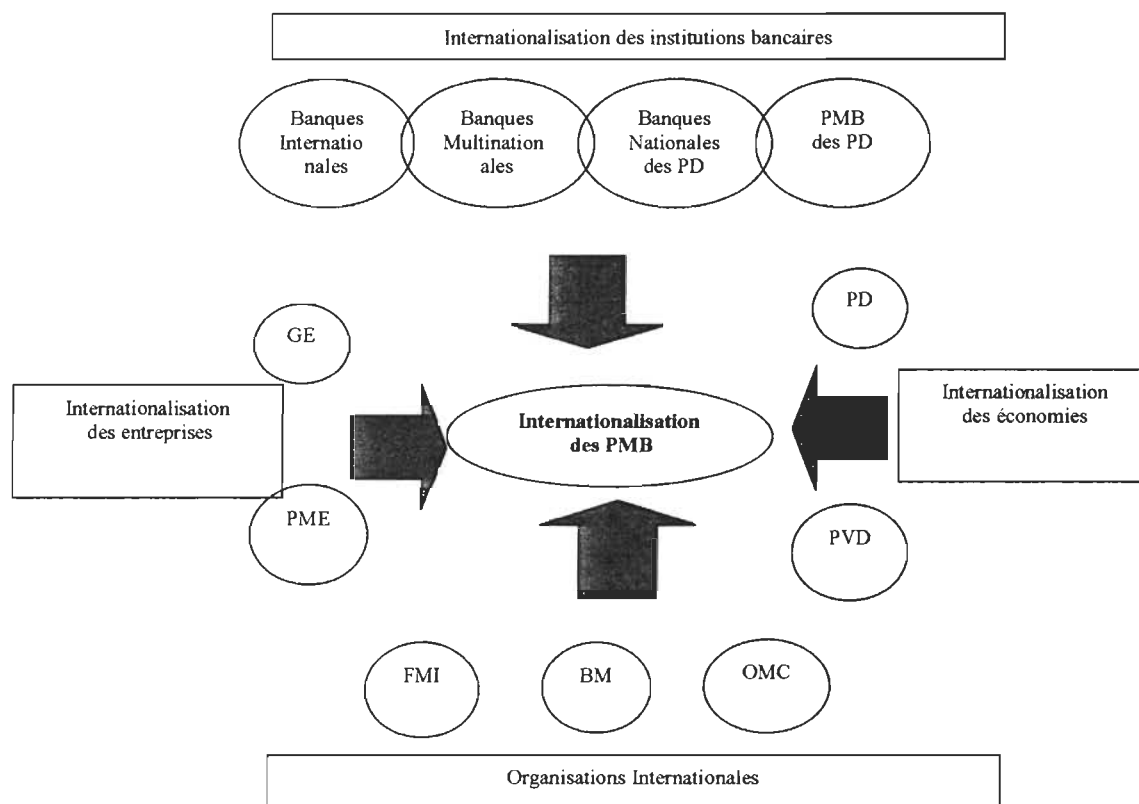 Internationalisation des institutions bancaires
Banques
Internatio
nales
Banques
Multination
ales
Banques
Nationales
des PD
PMB
des PD
GE
PD
Internationalisation
des entreprises
Internationalisation
des PMB
Internationalisation
des économies
PME
PVD
FMI
BM
OMC
Organisations Internationales